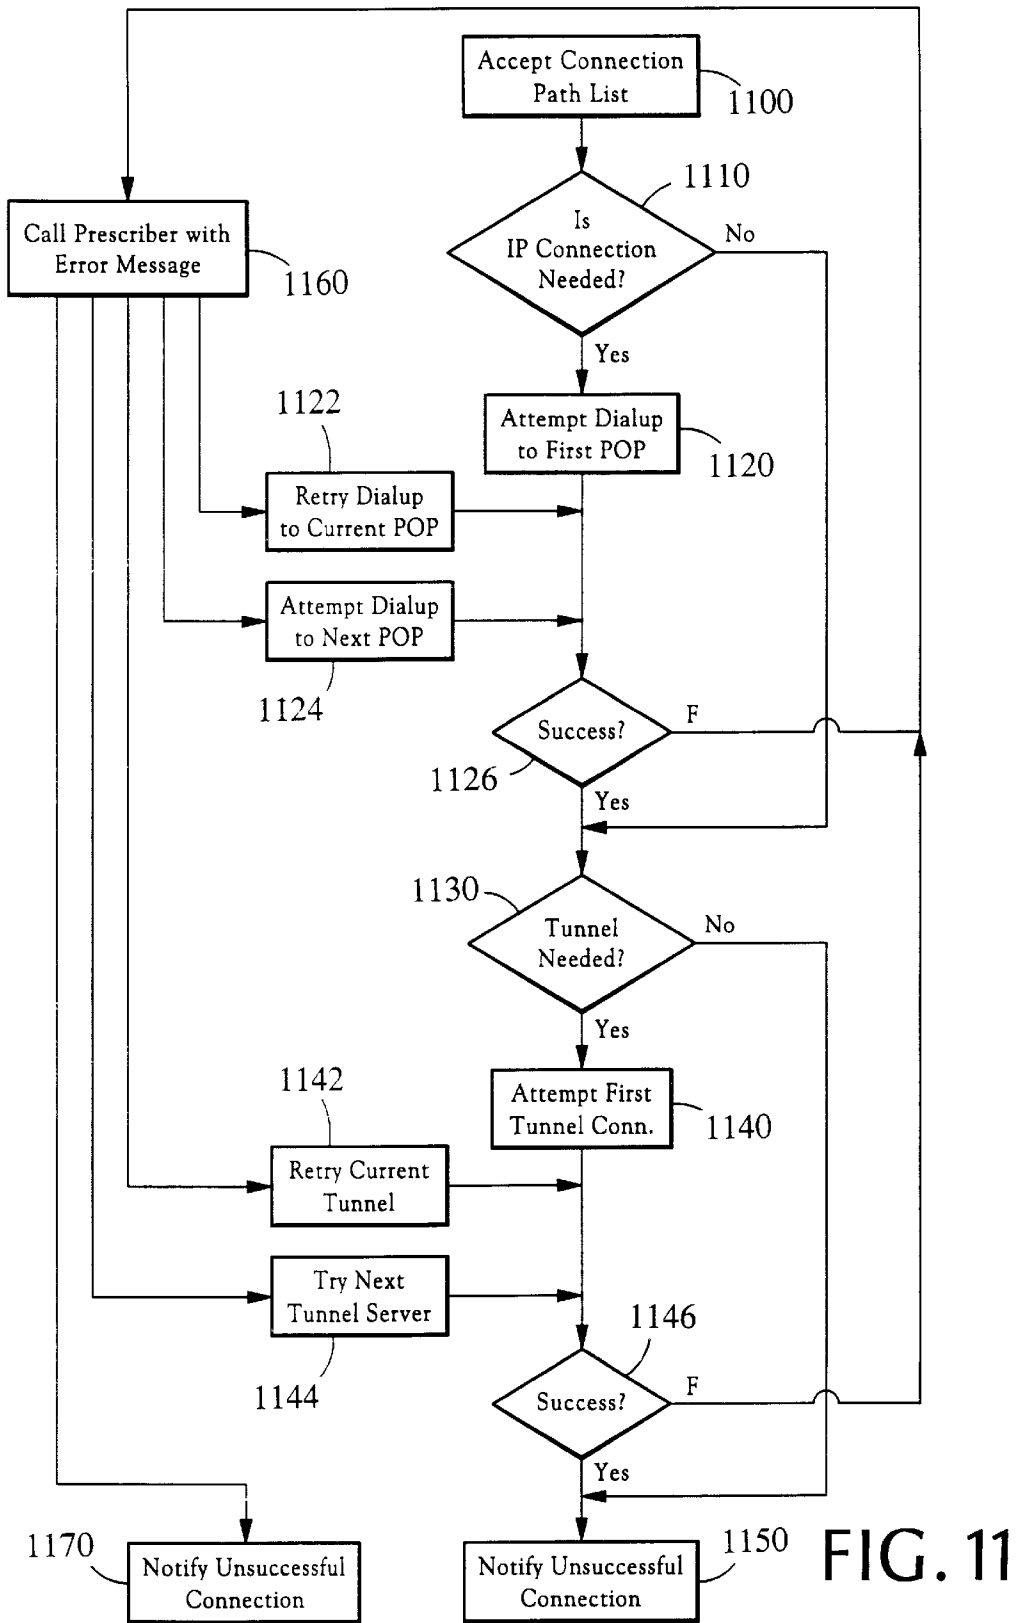 Accept Connection
Path List
1100
1110
Is
IP Connection
Needed?
No
Yes
Call Prescriber with
Error Message
1160
1122
Attempt Dialup
to First POP
1120
Retry Dialup
to Current POP
Attempt Dialup
to Next POP
1124
Success?
F
1126
Yes
1130
Tunnel
Needed?
No
Yes
1142
Attempt First
Tunnel Conn.
1140
Retry Current
Tunnel
Try Next
Tunnel Server
1144
1146
Success?
F
Yes
1170
Notify Unsuccessful
Connection
Notify Unsuccessful
Connection
1150
FIG. 11